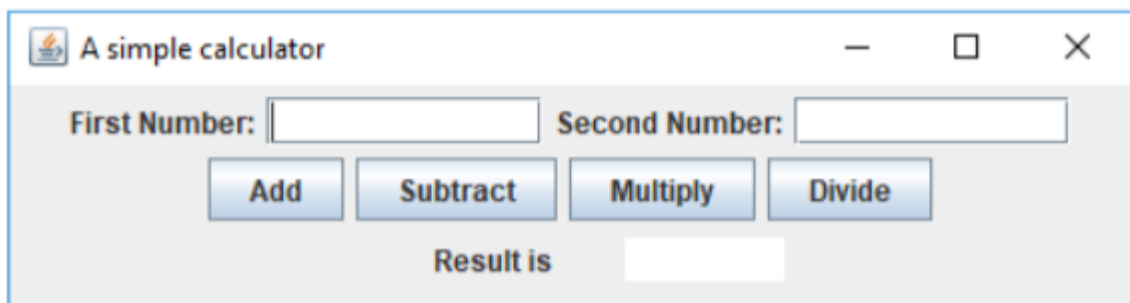 A simple calculator
First Number: Second Number:
Add Subtract Multiply Divide
Result is